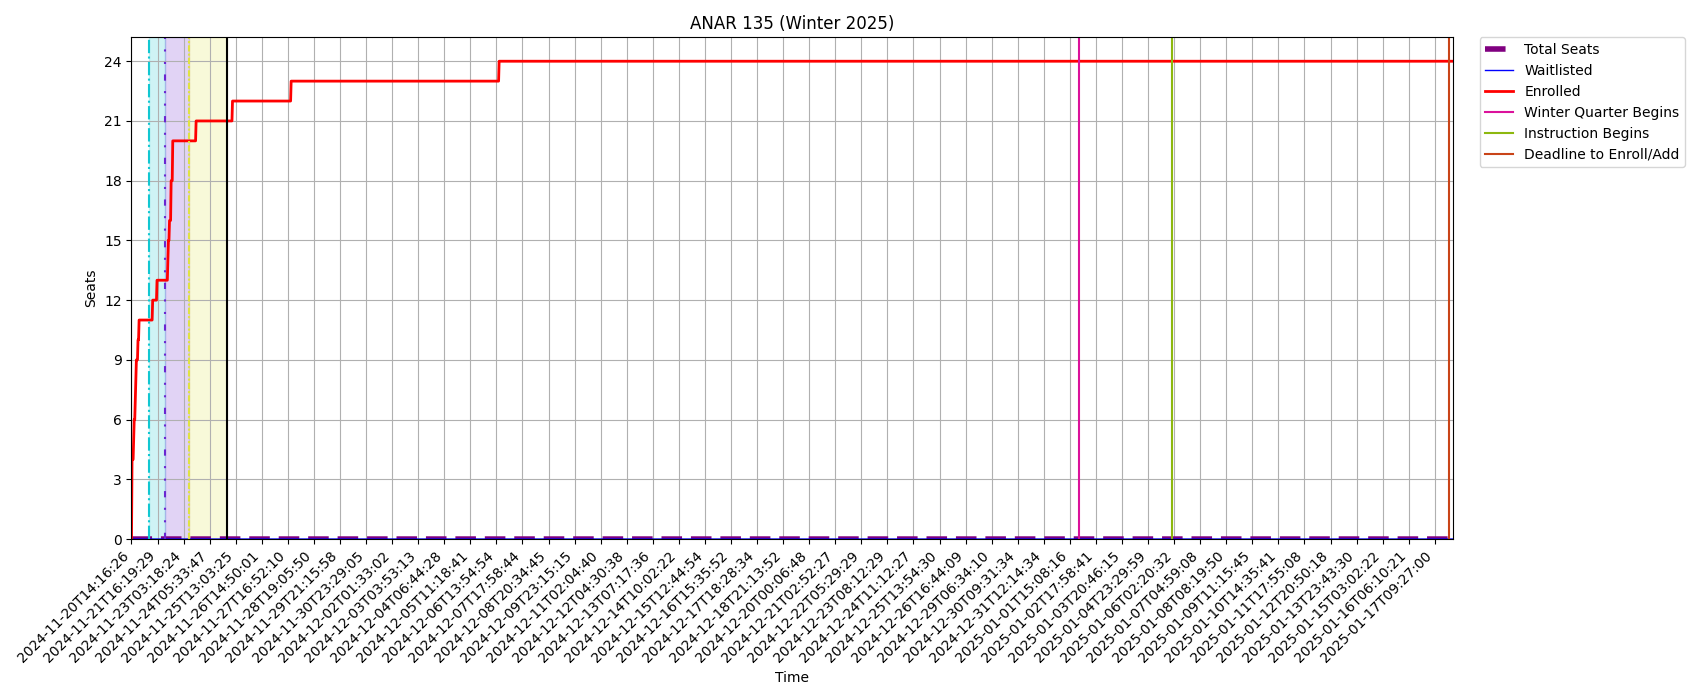 ANAR 135 (Winter 2025)
24
21
18
15
12
9
6
3
0
Seats
Total Seats
Waitlisted
Enrolled
Winter Quarter Begins
Instruction Begins
Deadline to Enroll/Add
2024-11-20T14:16:26
2024-11-21T16:19:29
2024-11-23T03:18:24
2024-11-24T05:33:47
2024-11-25T13:03:25
2024-11-26T14:50:01
2024-11-27T16:52:10
2024-11-28T19:05:50
2024-11-29T21:15:58
2024-11-30T23:29:05
2024-12-02T01:33:02
2024-12-03T03:53:13
2024-12-04T06:44:28
2024-12-05T11:18:41
2024-12-06T13:54:54
2024-12-07T17:58:44
2024-12-08T20:34:45
2024-12-09T23:15:15
2024-12-11T02:04:40
2024-12-12T04:30:38
2024-12-13T07:17:36
2024-12-14T10:02:22
2024-12-15T12:44:54
2024-12-16T15:35:52
2024-12-17T18:28:34
2024-12-18T21:13:52
2024-12-20T00:06:48
2024-12-21T02:52:27
2024-12-22T05:29:29
2024-12-23T08:12:29
2024-12-24T11:12:27
2024-12-25T13:54:30
2024-12-26T16:44:09
2024-12-29T06:34:10
2024-12-30T09:31:34
2024-12-31T12:14:34
2025-01-01T15:08:16
2025-01-02T17:58:41
2025-01-03T20:46:15
2025-01-04T23:29:59
2025-01-06T02:20:32
2025-01-07T04:59:08
2025-01-08T08:19:50
2025-01-09T11:15:45
2025-01-10T14:35:41
2025-01-11T17:55:08
2025-01-12T20:50:18
2025-01-13T23:43:30
2025-01-15T03:02:22
2025-01-16T06:10:21
2025-01-17T09:27:00
Time